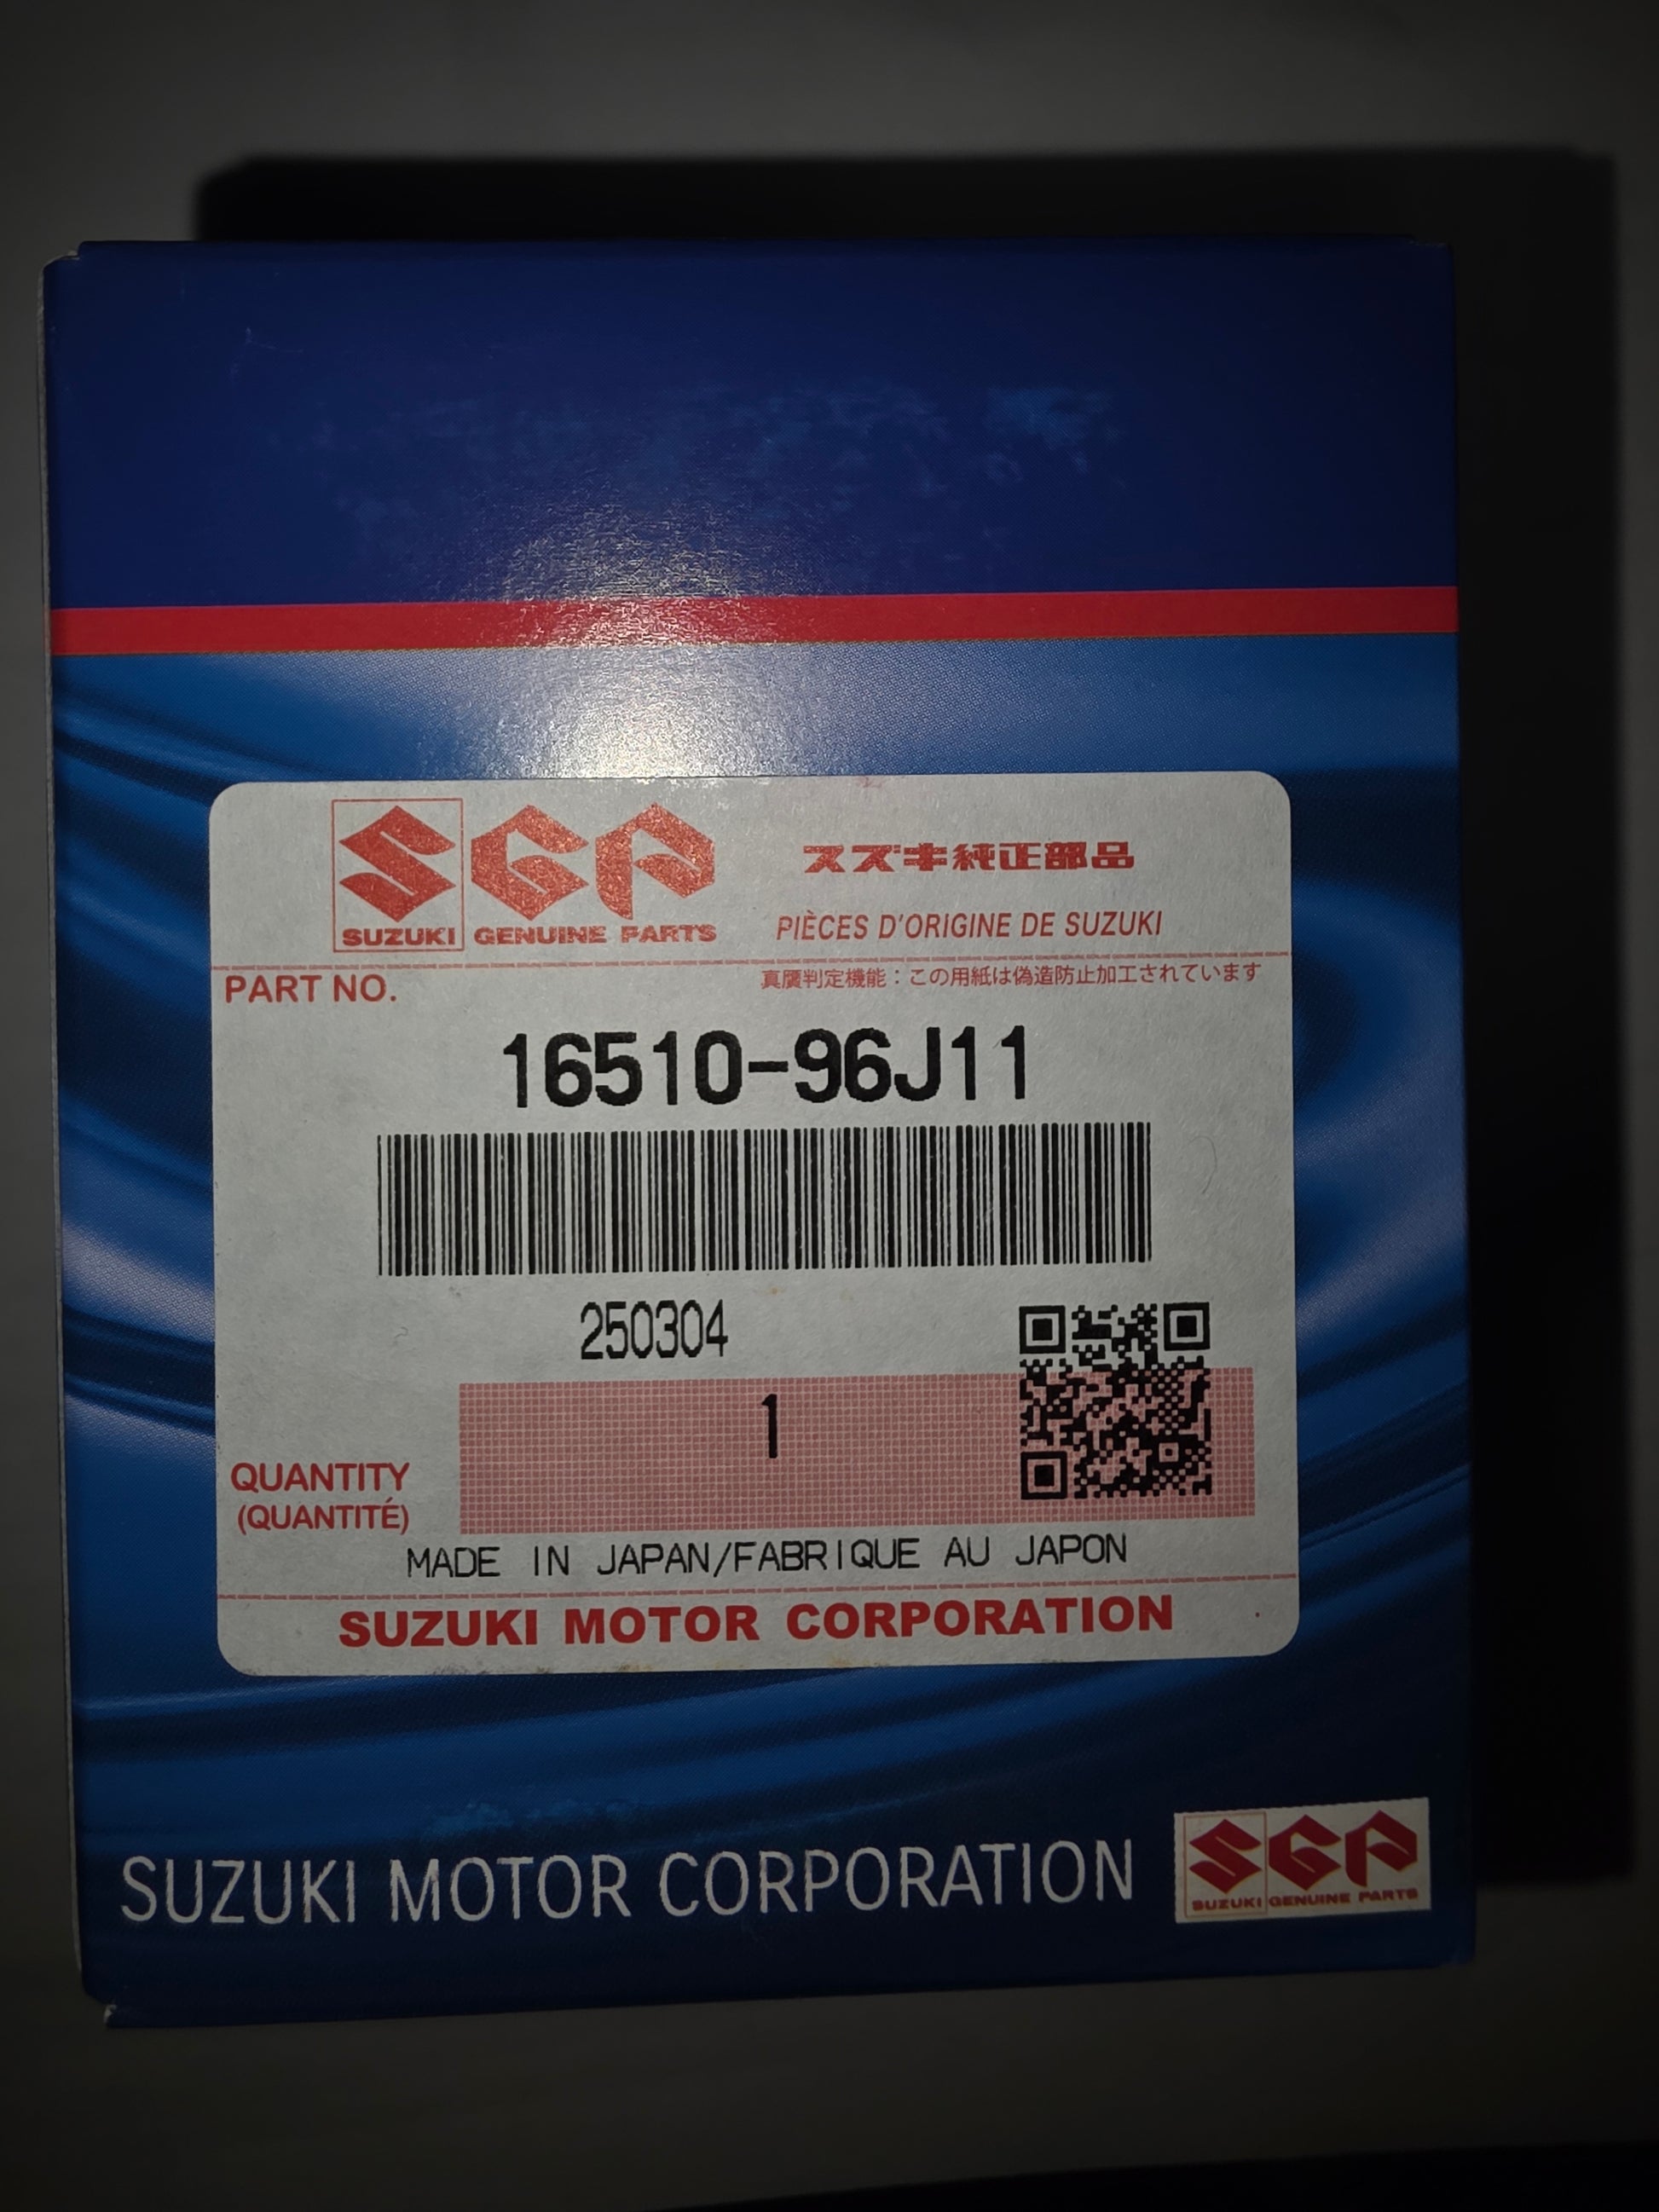 SUZUKI GENUINE PARTS
スズキ純正部品
PIÈCES D'ORIGINE DE SUZUKI
PART NO.
真贋判定機能：この用紙は偽造防止加工されています
16510-96J11
250304
1
QUANTITY
(QUANTITÉ)
MADE IN JAPAN/FABRIQUE AU JAPON
SUZUKI MOTOR CORPORATION
SUZUKI MOTOR CORPORATION
SUZUKI GENUINE PARTS